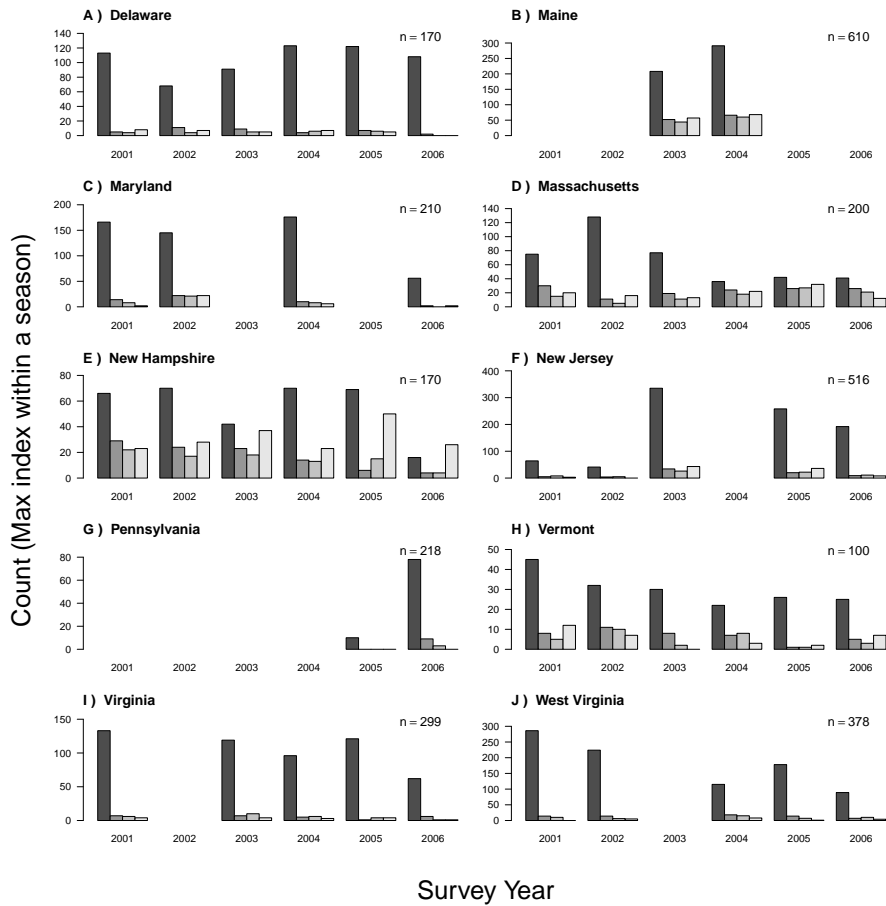 Count (Max index within a season)
A ) Delaware
n = 170
140
120
100
80
60
40
20
0
2001 2002 2003 2004 2005 2006
B ) Maine
n = 610
300
250
200
150
100
50
0
2001 2002 2003 2004 2005 2006
C ) Maryland
n = 210
200
150
100
50
0
2001 2002 2003 2004 2005 2006
D ) Massachusetts
n = 200
140
120
100
80
60
40
20
0
2001 2002 2003 2004 2005 2006
E ) New Hampshire
n = 170
80
60
40
20
0
2001 2002 2003 2004 2005 2006
F ) New Jersey
n = 516
400
300
200
100
0
2001 2002 2003 2004 2005 2006
G ) Pennsylvania
n = 218
80
60
40
20
0
2001 2002 2003 2004 2005 2006
H ) Vermont
n = 100
50
40
30
20
10
0
2001 2002 2003 2004 2005 2006
I ) Virginia
n = 299
150
100
50
0
2001 2002 2003 2004 2005 2006
J ) West Virginia
n = 378
300
250
200
150
100
50
0
2001 2002 2003 2004 2005 2006
Survey Year